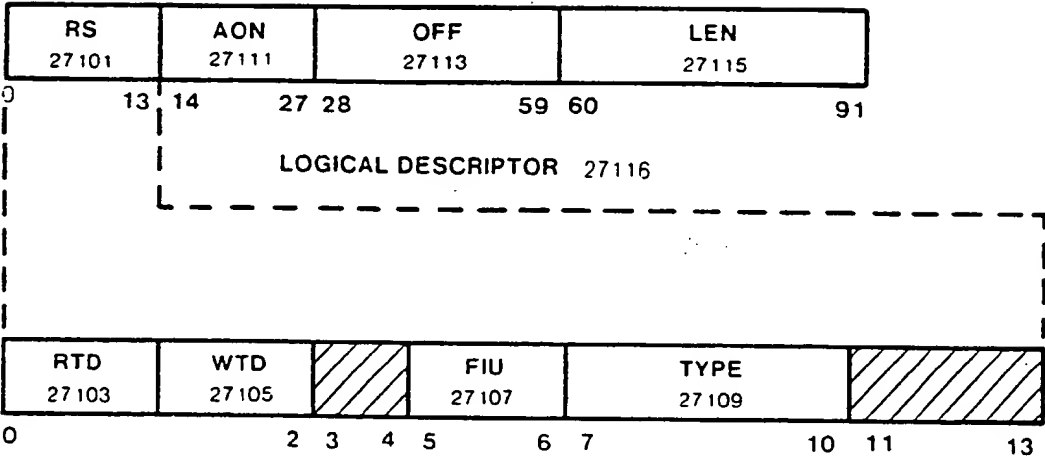 RS AON OFF LEN
27101 27111 27113 27115
0 13 14 27 28 59 60 91
LOGICAL DESCRIPTOR 27116
RTD WTD FIU TYPE
27103 27105 27107 27109
0 2 3 4 5 6 7 10 11 13